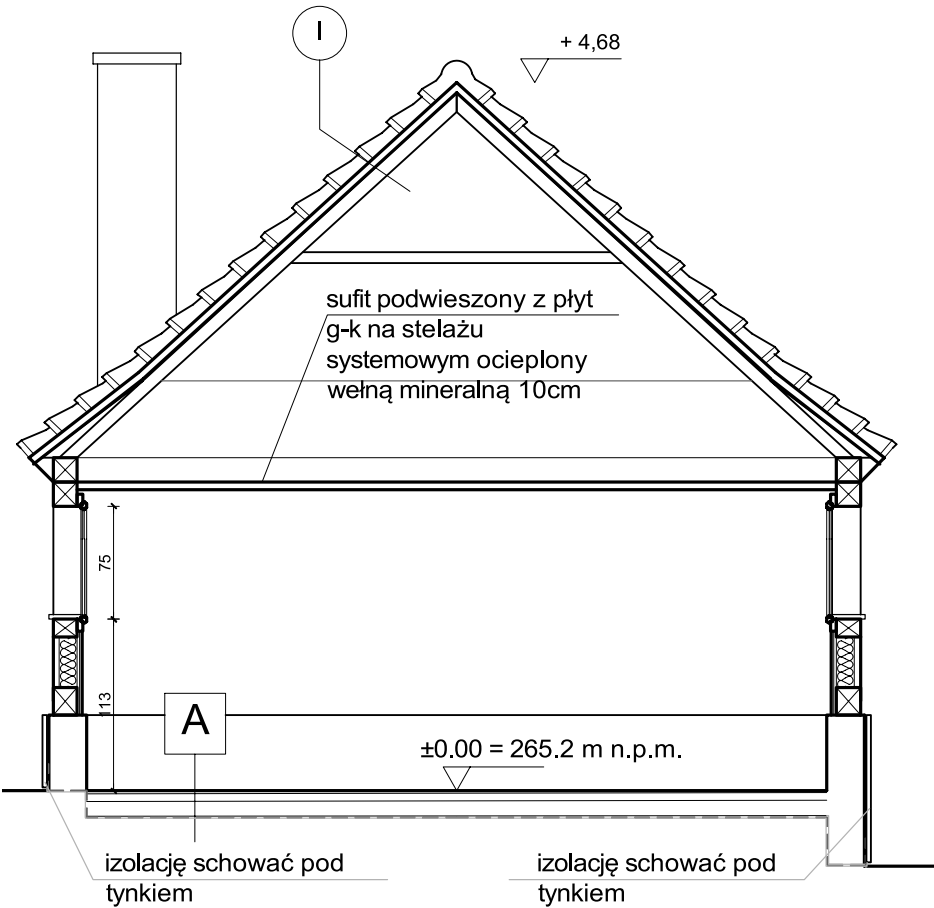 I
+ 4,68
sufit podwieszony z płyt
g-k na stelażu
systemowym ocieplony
wełną mineralną 10cm
75
113
A
±0.00 = 265.2 m n.p.m.
izolację schować pod
tynkiem
izolację schować pod
tynkiem